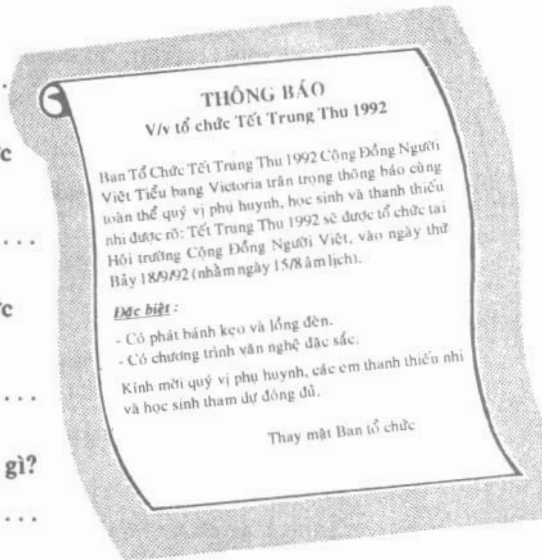 . .
THÔNG BÁO
V/v tổ chức Tết Trung Thu 1992
c
Ban Tổ Chức Tết Trung Thu 1992 Cộng Đồng Người
Việt Tiểu bang Victoria trân trọng thông báo cùng
toàn thể quý vị phụ huynh, học sinh và thanh thiếu
nhi được rõ: Tết Trung Thu 1992 sẽ được tổ chức tại
Hội trường Cộng Đồng Người Việt, vào ngày thứ
Bảy 18/9/92 (nhằm ngày 15/8 âm lịch).
. . .
Đặc biệt :
c
- Có phát bánh kẹo và lồng đèn.
- Có chương trình văn nghệ đặc sắc.
Kính mời quý vị phụ huynh, các em thanh thiếu nhi
và học sinh tham dự đông đủ.
. . .
Thay mặt Ban tổ chức
gì?
. . .